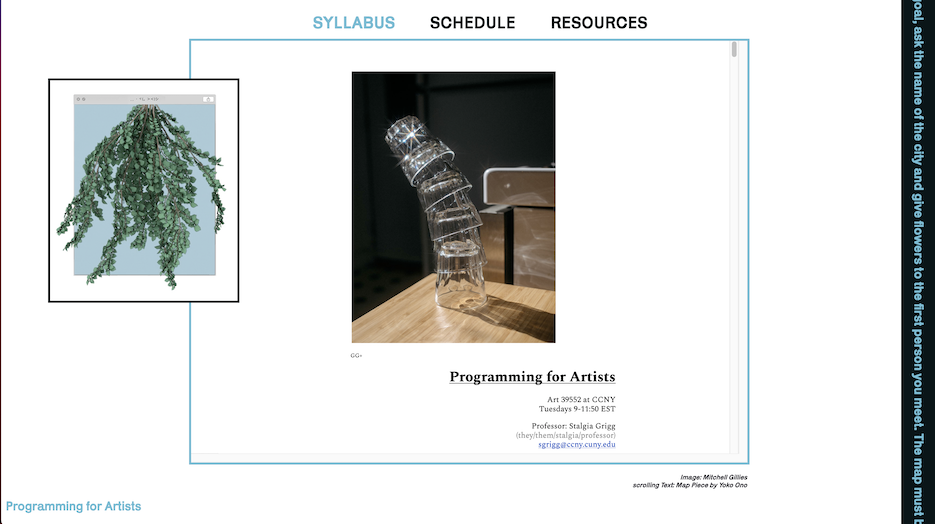 SYLLABUS SCHEDULE RESOURCES
GG+
Programming for Artists
Art 39552 at CCNY
Tuesdays 9-11:50 EST
Professor: Stalgia Grigg
(they/them/stalgia/professor)
sgrigg@ccny.cuny.edu
Image: Mitchell Gillies
scrolling Text: Map Piece by Yoko Ono
Programming for Artists
goal, ask the name of the city and give flowers to the first person you meet. The map must